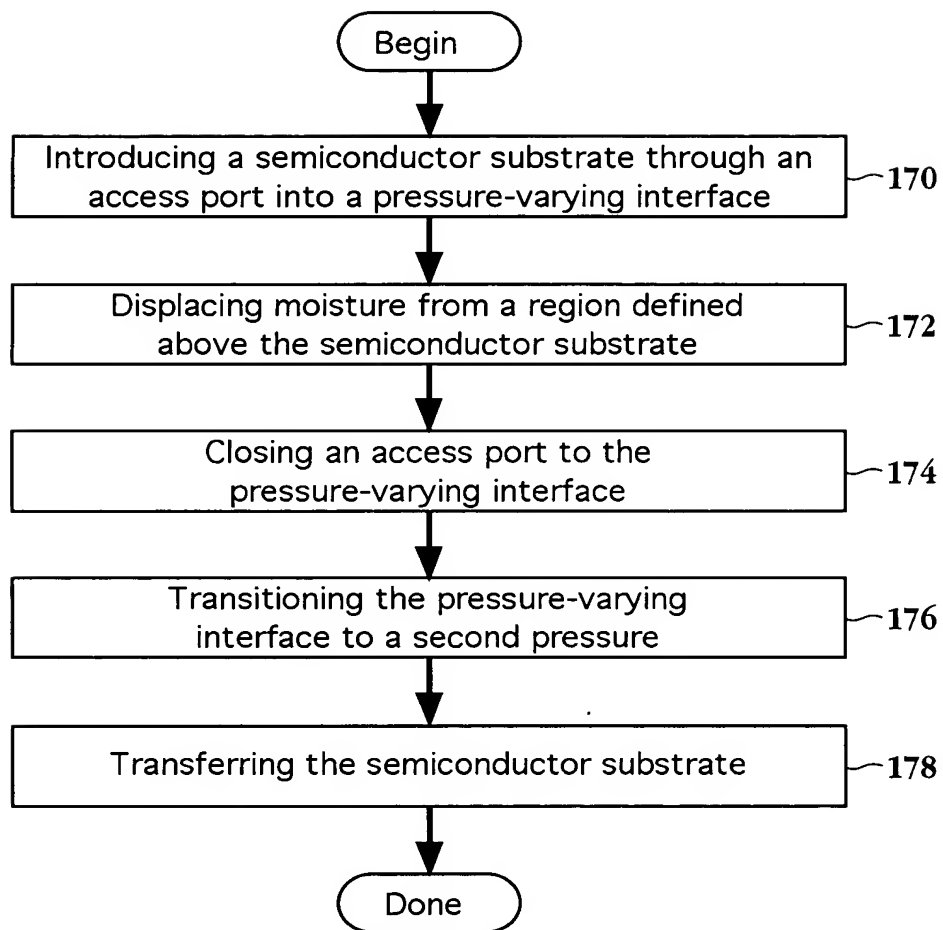 Begin
Introducing a semiconductor substrate through an
access port into a pressure-varying interface
170
Displacing moisture from a region defined
above the semiconductor substrate
172
Closing an access port to the
pressure-varying interface
174
Transitioning the pressure-varying
interface to a second pressure
176
Transferring the semiconductor substrate
178
Done